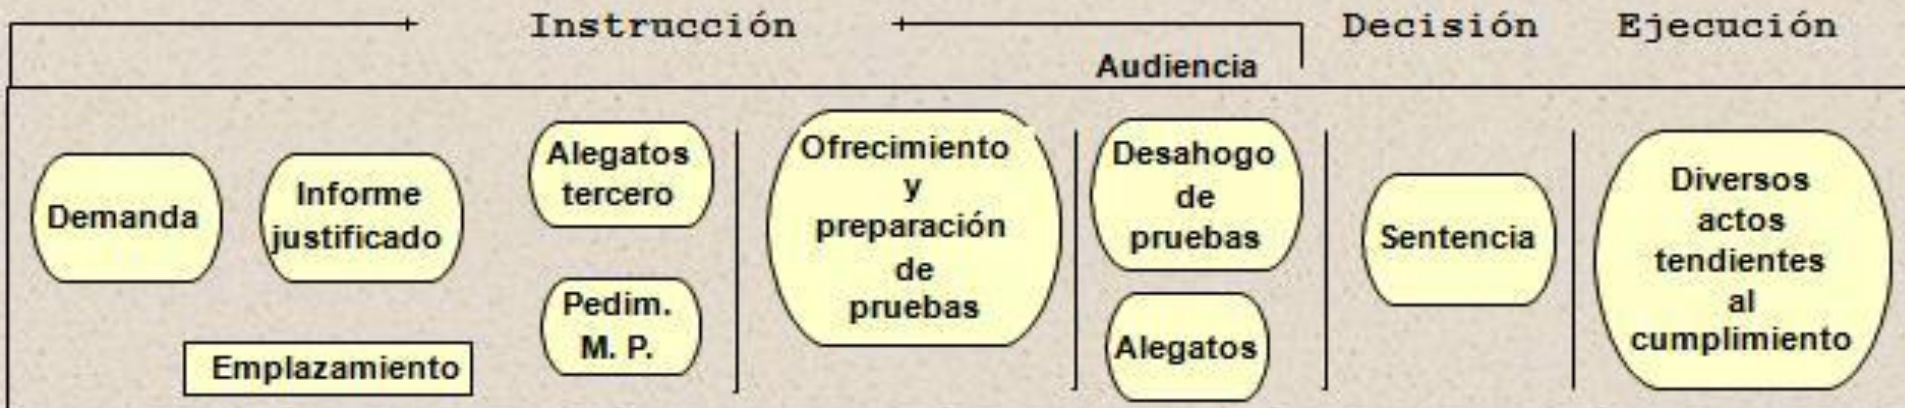 Instrucción
Decisión
Ejecución
Audiencia
Demanda
Informe
justificado
Emplazamiento
Alegatos
tercero
Pedim.
M. P.
Ofrecimiento
y
preparación
de
pruebas
Desahogo
de
pruebas
Alegatos
Sentencia
Diversos
actos
tendientes
al
cumplimiento